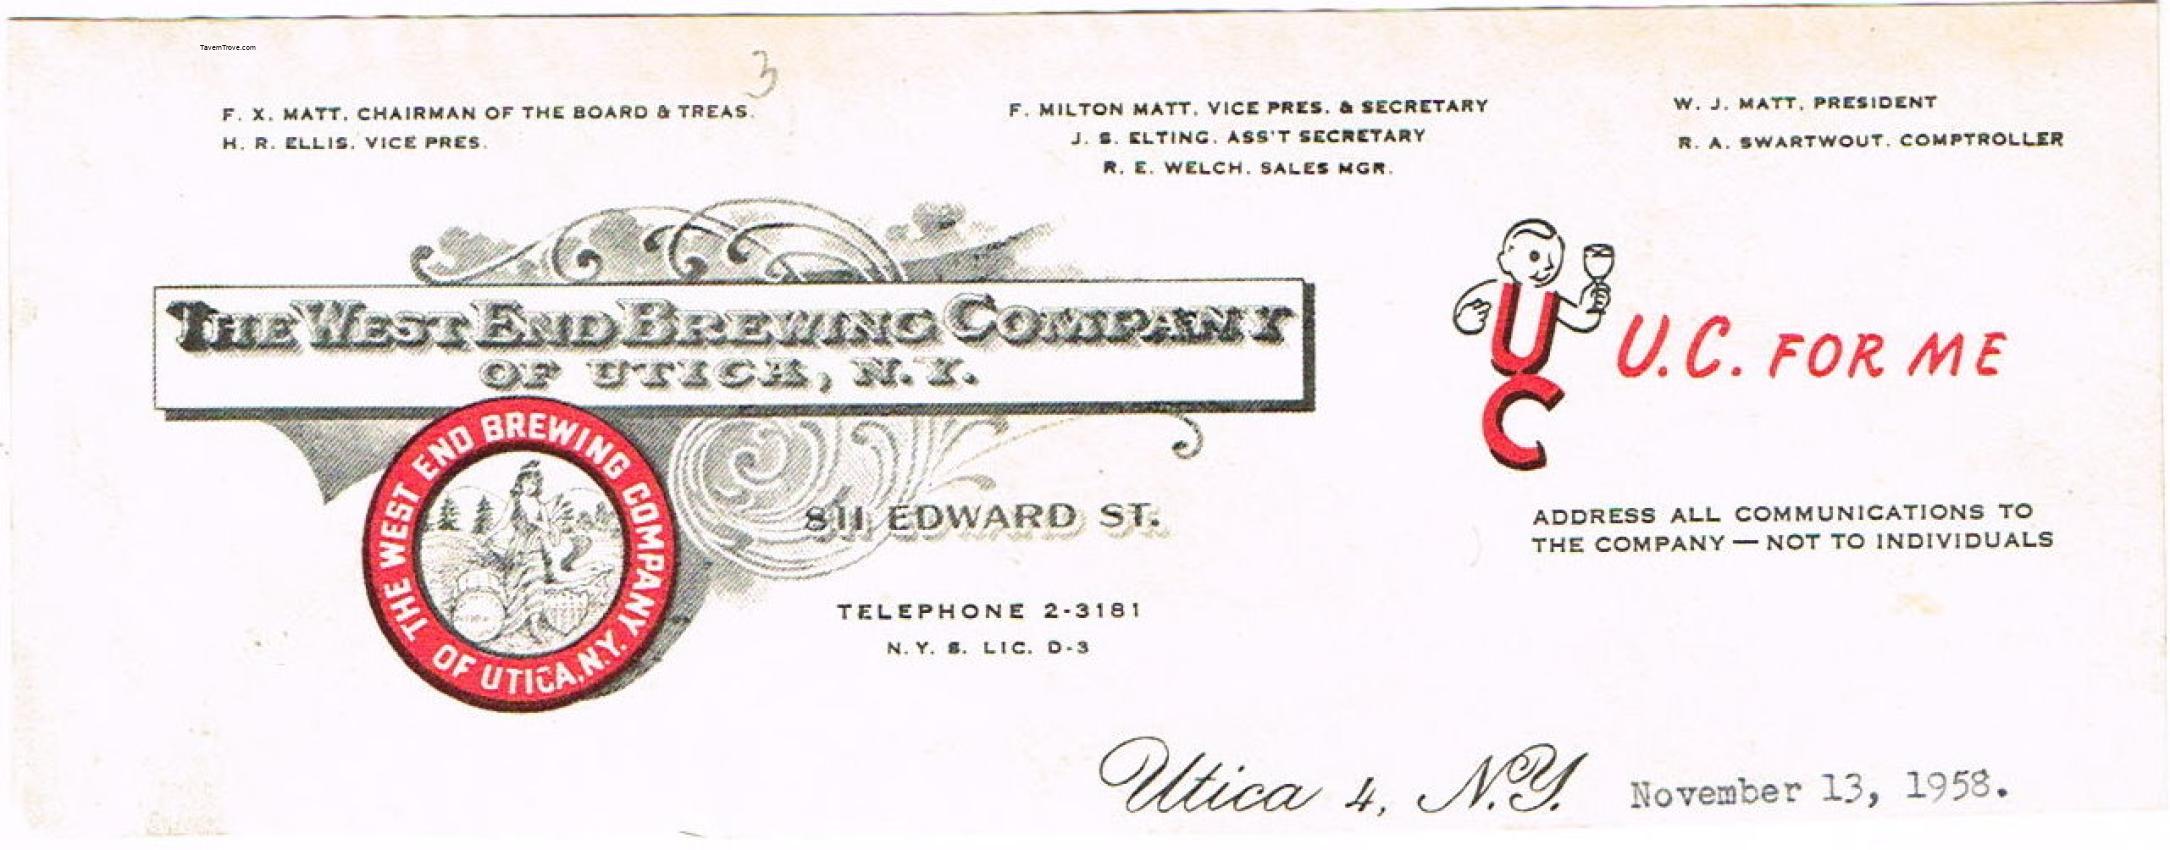 TavernTrove.com
3
F. X. MATT, CHAIRMAN OF THE BOARD & TREAS.
H. R. ELLIS, VICE PRES.
F. MILTON MATT, VICE PRES. & SECRETARY
J. S. ELTING, ASS'T SECRETARY
R. E. WELCH, SALES MGR.
W. J. MATT, PRESIDENT
R. A. SWARTWOUT, COMPTROLLER
THE WEST END BREWING COMPANY
OF UTICA, N.Y.
UC
U.C. FOR ME
THE WEST END BREWING COMPANY
OF UTICA, N.Y.
811 EDWARD ST.
ADDRESS ALL COMMUNICATIONS TO
THE COMPANY — NOT TO INDIVIDUALS
TELEPHONE 2-3181
N. Y. S. LIC. D-3
Utica 4, N.Y. November 13, 1958.